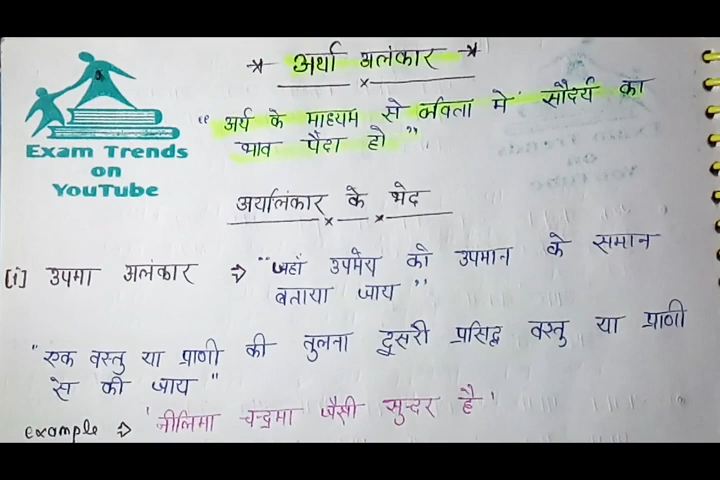 अर्था अलंकार
Exam Trends
on
YouTube
“ अर्थ के माध्यम से कविता में सौंदर्य का
भाव पैदा हो ”
अर्थालंकार के भेद
[i] उपमा अलंकार ⇒ “ जहाँ उपमेय को उपमान के समान
बताया जाय ”
“ एक वस्तु या प्राणी की तुलना दूसरी प्रसिद्ध वस्तु या प्राणी
से की जाय ”
example ⇒ ' नीलिमा चन्द्रमा जैसी सुन्दर है '